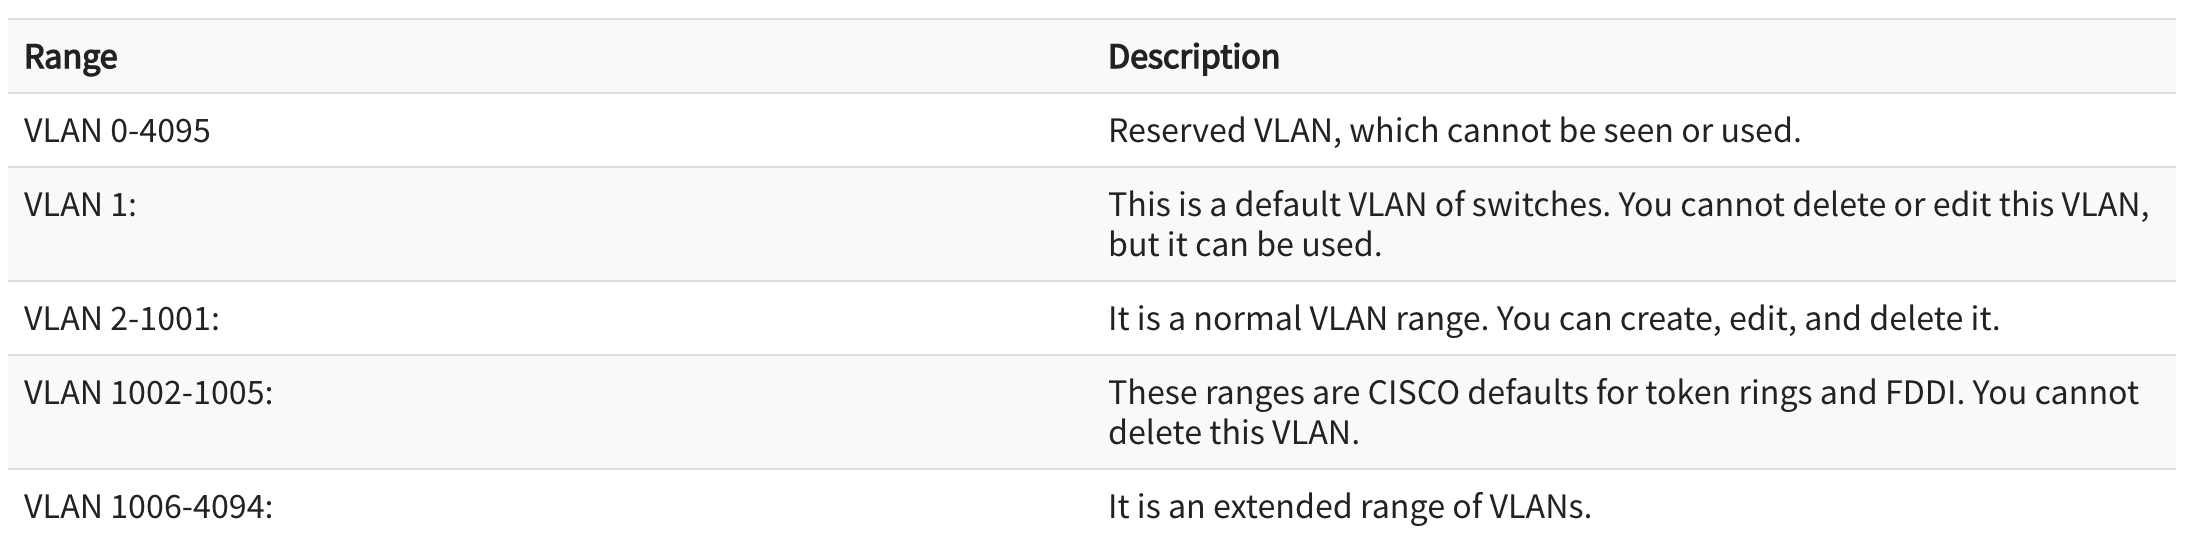 Range
Description
VLAN 0-4095
Reserved VLAN, which cannot be seen or used.
VLAN 1:
This is a default VLAN of switches. You cannot delete or edit this VLAN,
but it can be used.
VLAN 2-1001:
It is a normal VLAN range. You can create, edit, and delete it.
VLAN 1002-1005:
These ranges are CISCO defaults for token rings and FDDI. You cannot
delete this VLAN.
VLAN 1006-4094:
It is an extended range of VLANs.